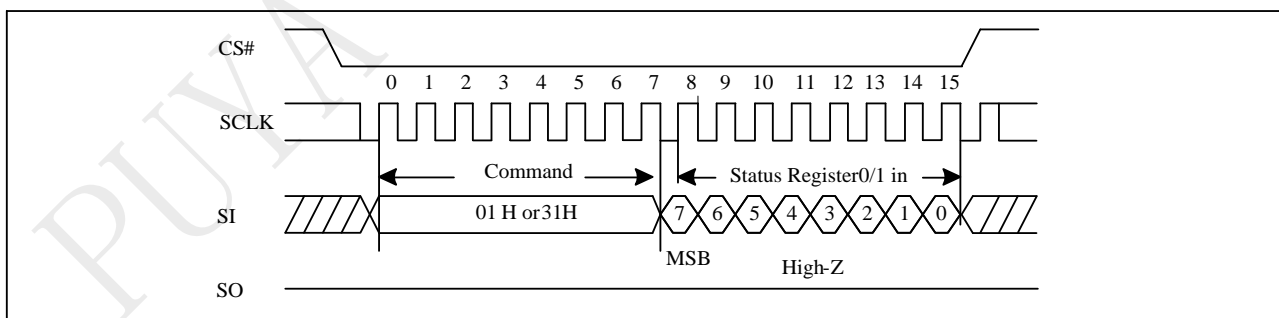 PUYA
CS#
0 1 2 3 4 5 6 7 8 9 10 11 12 13 14 15
SCLK
Command Status Register0/1 in
SI 01 H or31H 7 6 5 4 3 2 1 0
MSB High-Z
SO